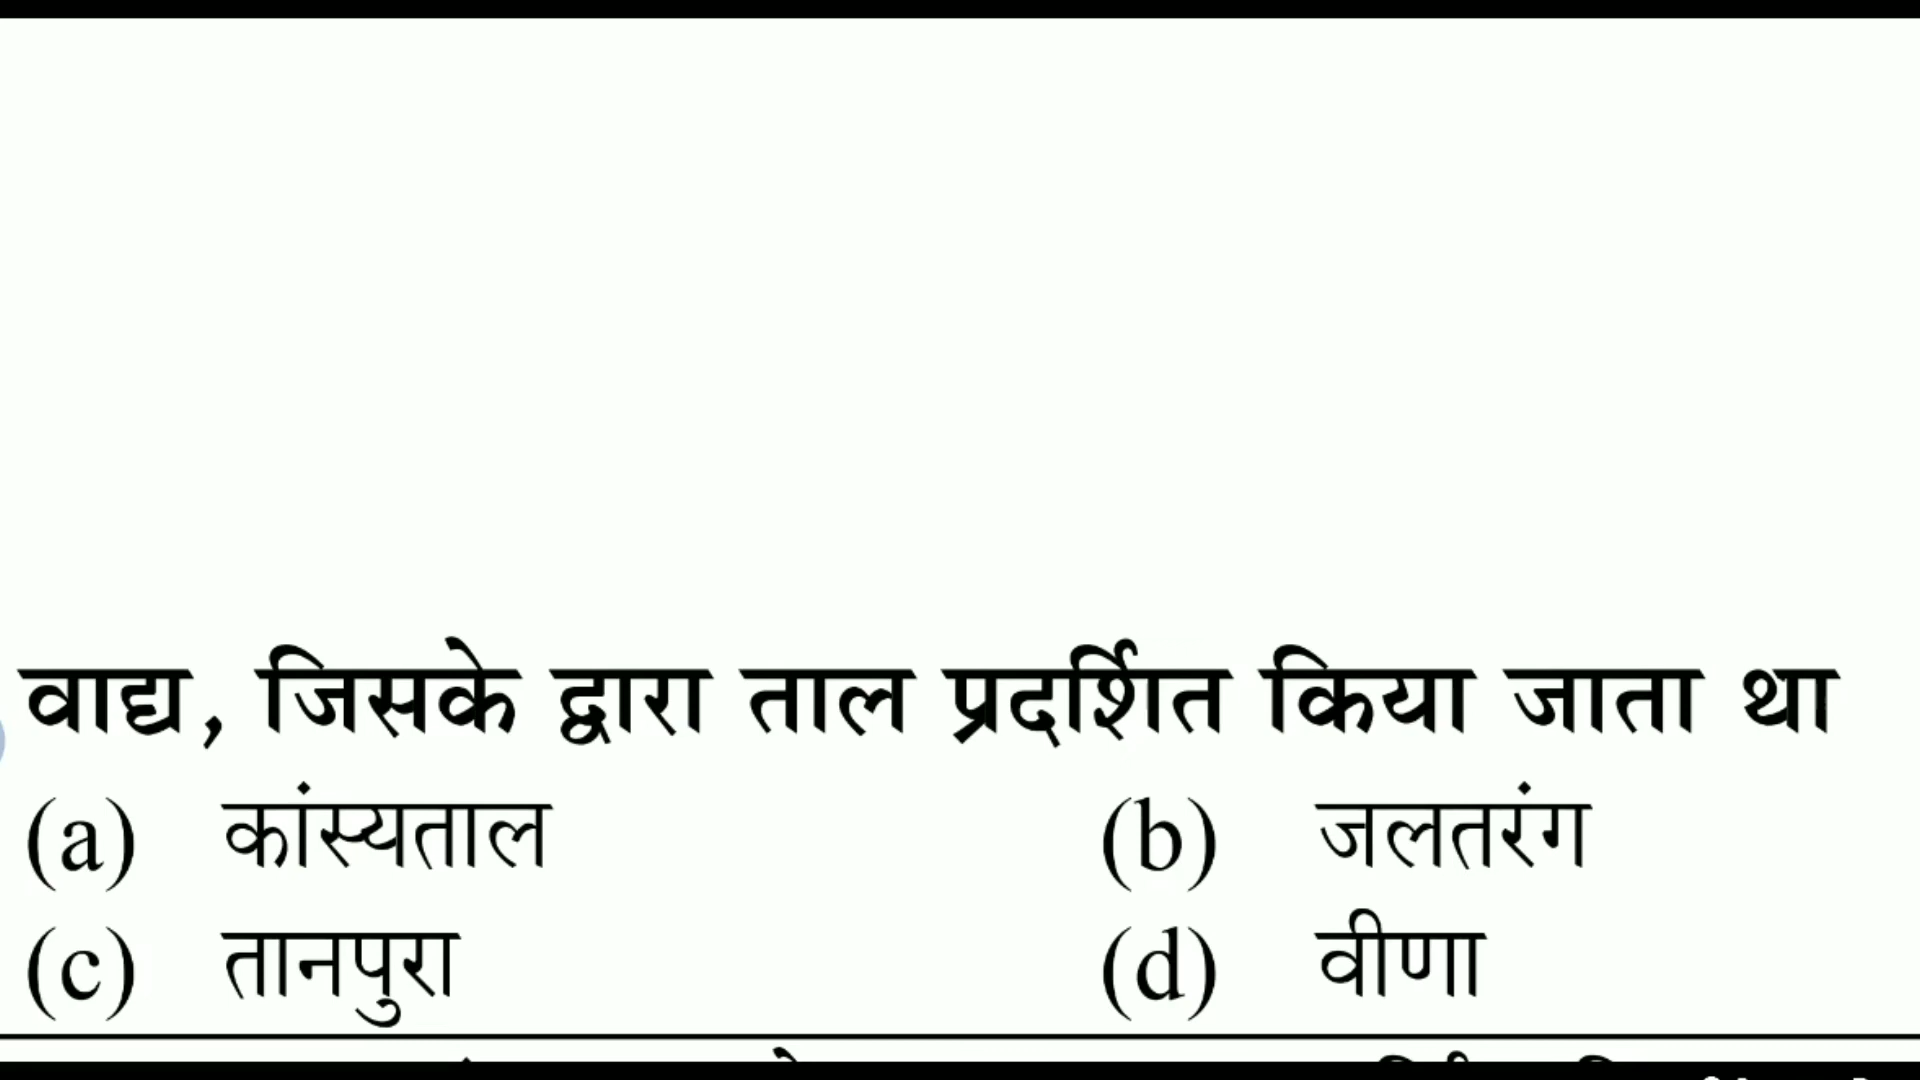 वाद्य, जिसके द्वारा ताल प्रदर्शित किया जाता था
(a) कांस्यताल (b) जलतरंग
(c) तानपुरा (d) वीणा